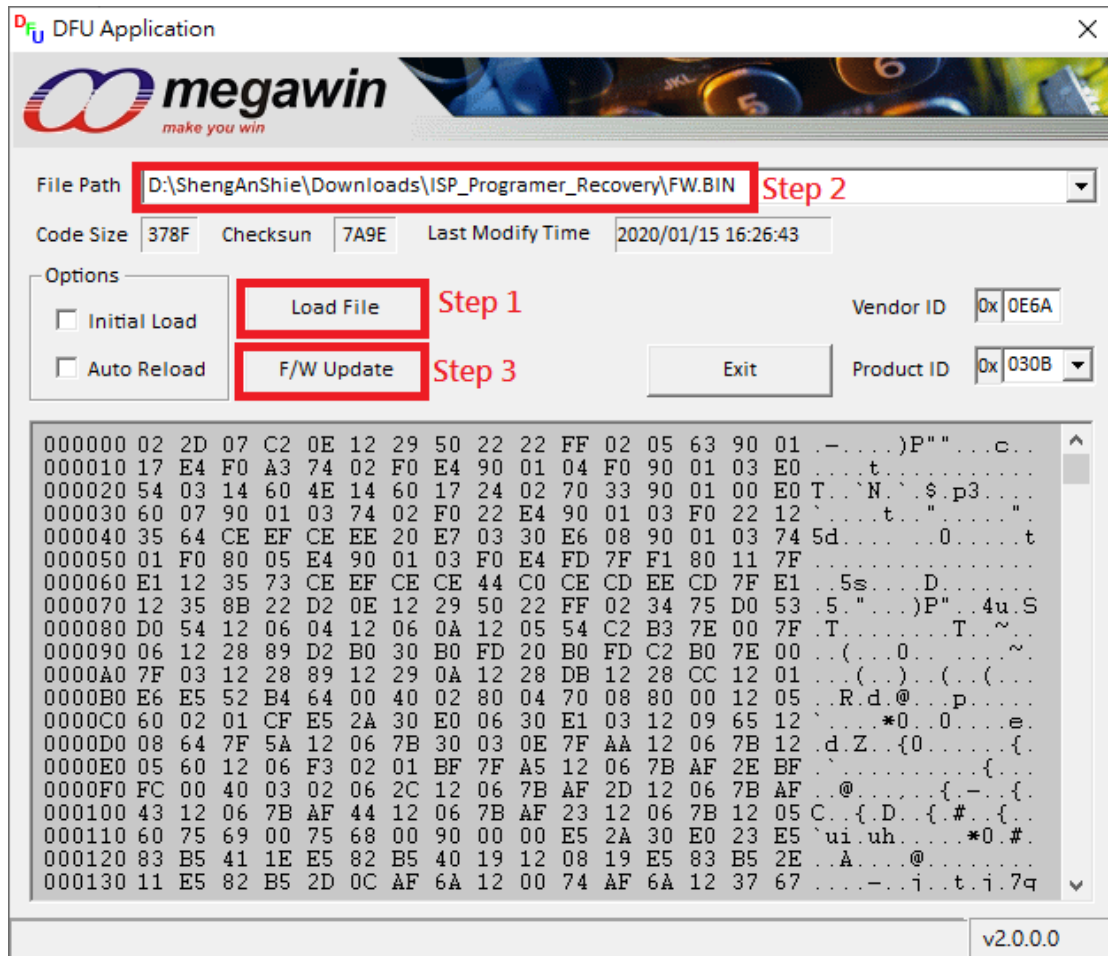 DFU DFU Application
megawin
make you win
JKL 5 6
File Path D:\ShengAnShie\Downloads\ISP_Programer_Recovery\FW.BIN Step 2
Code Size 378F Checksun 7A9E Last Modify Time 2020/01/15 16:26:43
Options
Initial Load Load File Step 1 Vendor ID 0x 0E6A
Auto Reload F/W Update Step 3 Exit Product ID 0x 030B
000000 02 2D 07 C2 0E 12 29 50 22 22 FF 02 05 63 90 01 .-....)P""...c..
000010 17 E4 F0 A3 74 02 F0 E4 90 01 04 F0 90 01 03 E0 ....t...........
000020 54 03 14 60 4E 14 60 17 24 02 70 33 90 01 00 E0 T..`N.`.$.p3....
000030 60 07 90 01 03 74 02 F0 22 E4 90 01 03 F0 22 12 `....t..".....".
000040 35 64 CE EF CE EE 20 E7 03 30 E6 08 90 01 03 74 5d.... ..0.....t
000050 01 F0 80 05 E4 90 01 03 F0 E4 FD 7F F1 80 11 7F ................
000060 E1 12 35 73 CE EF CE CE 44 C0 CE CD EE CD 7F E1 ..5s....D.......
000070 12 35 8B 22 D2 0E 12 29 50 22 FF 02 34 75 D0 53 .5."...)P"..4u.S
000080 D0 54 12 06 04 12 06 0A 12 05 54 C2 B3 7E 00 7F .T........T..~..
000090 06 12 28 89 D2 B0 30 B0 FD 20 B0 FD C2 B0 7E 00 ..(...0.. ....~.
0000A0 7F 03 12 28 89 12 29 0A 12 28 DB 12 28 CC 12 01 ...(..)..(..(...
0000B0 E6 E5 52 B4 64 00 40 02 80 04 70 08 80 00 12 05 ..R.d.@...p.....
0000C0 60 02 01 CF E5 2A 30 E0 06 30 E1 03 12 09 65 12 `....*0..0....e.
0000D0 08 64 7F 5A 12 06 7B 30 03 0E 7F AA 12 06 7B 12 .d.Z..{0......{.
0000E0 05 60 12 06 F3 02 01 BF 7F A5 12 06 7B AF 2E BF .`..........{...
0000F0 FC 00 40 03 02 06 2C 12 06 7B AF 2D 12 06 7B AF ..@...,..{.-..{.
000100 43 12 06 7B AF 44 12 06 7B AF 23 12 06 7B 12 05 C..{.D..{.#..{..
000110 60 75 69 00 75 68 00 90 00 00 E5 2A 30 E0 23 E5 `ui.uh.....*0.#.
000120 83 B5 41 1E E5 82 B5 40 19 12 08 19 E5 83 B5 2E ..A....@........
000130 11 E5 82 B5 2D 0C AF 6A 12 00 74 AF 6A 12 37 67 ....-..j..t.j.7g
v2.0.0.0